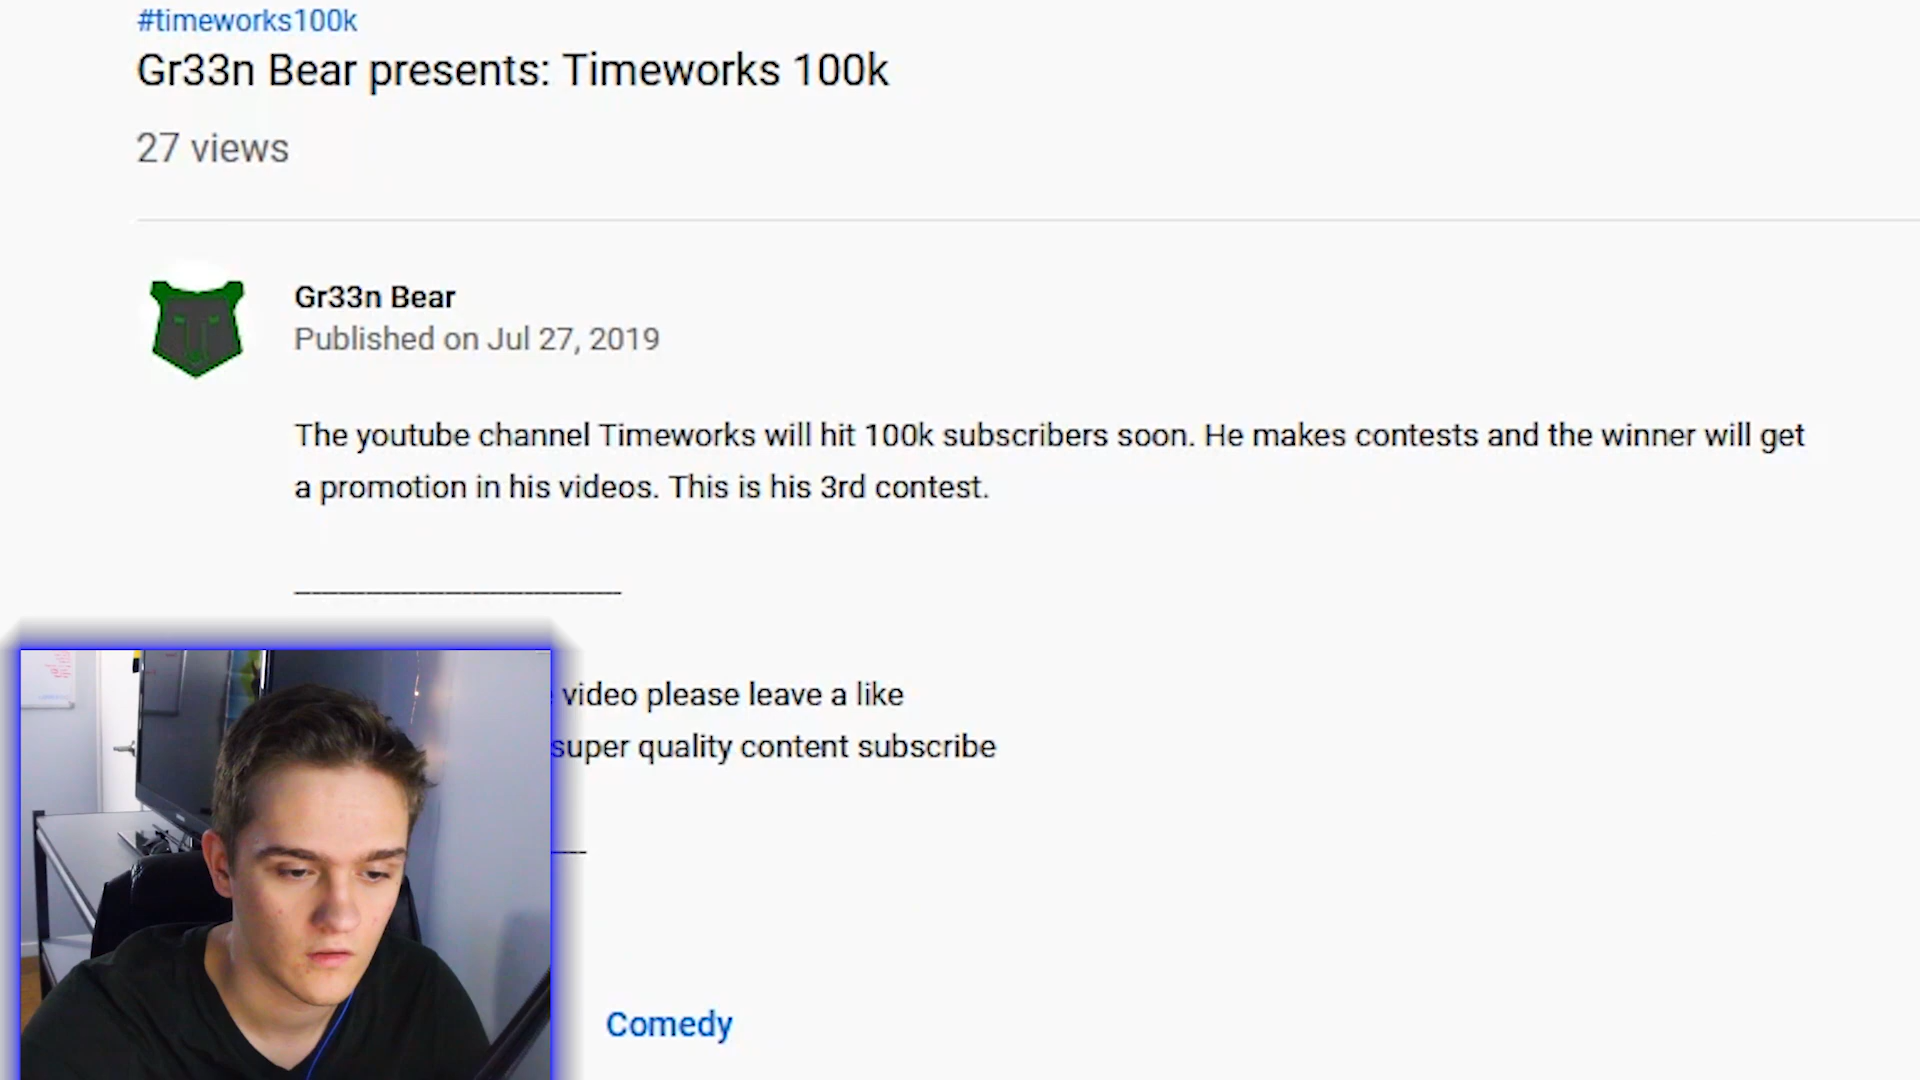 #timeworks100k
Gr33n Bear presents: Timeworks 100k
27 views
Gr33n Bear
Published on Jul 27, 2019
The youtube channel Timeworks will hit 100k subscribers soon. He makes contests and the winner will get
a promotion in his videos. This is his 3rd contest.
video please leave a like
super quality content subscribe
Comedy